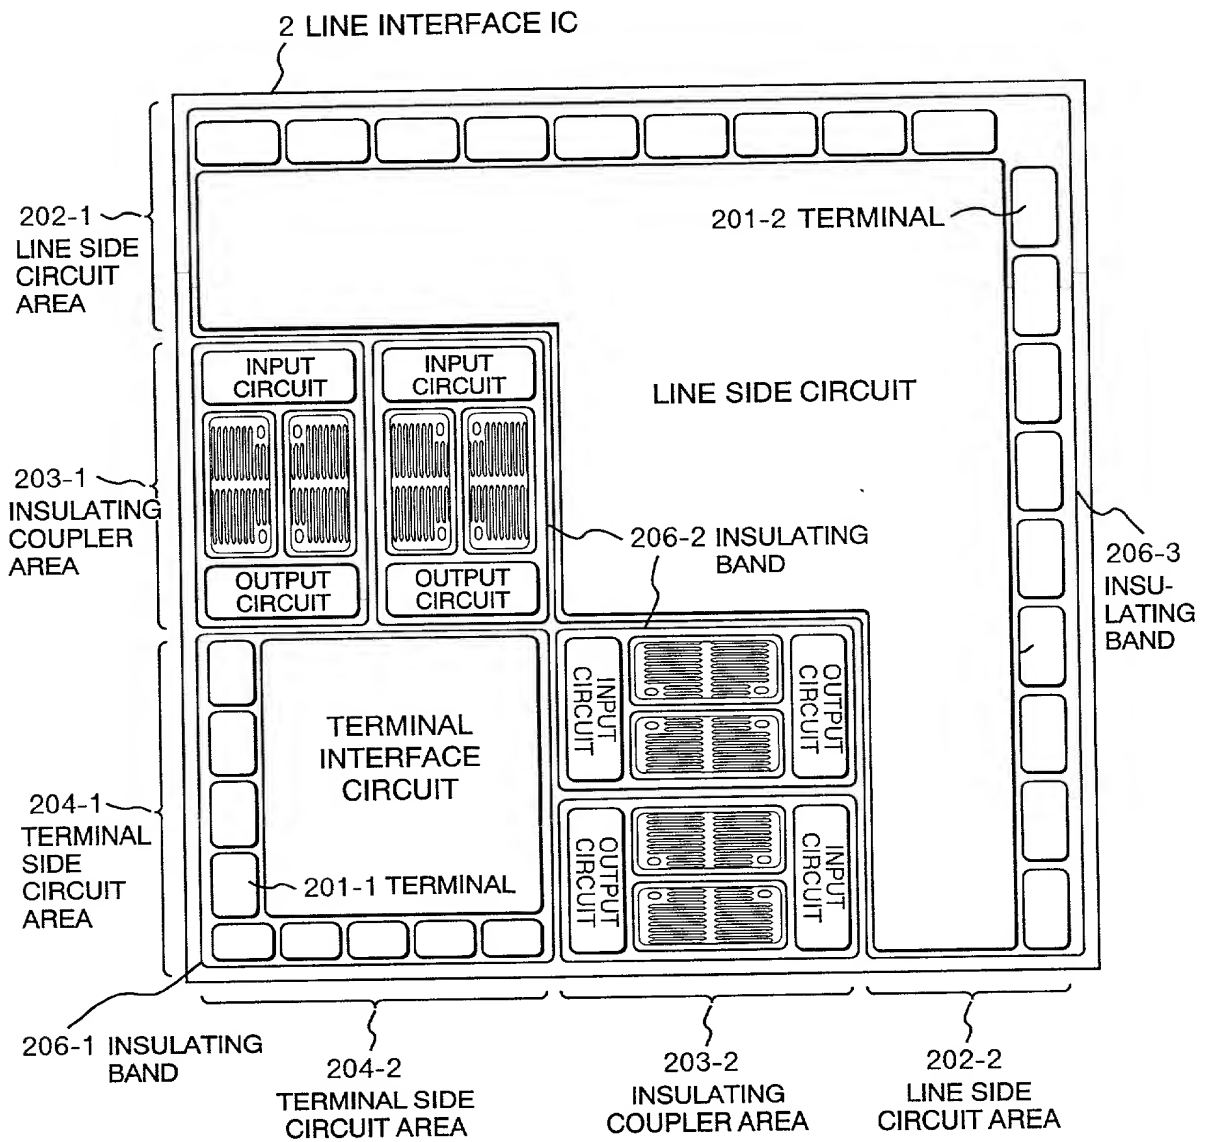 2 LINE INTERFACE IC
202-1
LINE SIDE
CIRCUIT
AREA
201-2 TERMINAL
INPUT
CIRCUIT
INPUT
CIRCUIT
LINE SIDE CIRCUIT
203-1
INSULATING
COUPLER
AREA
206-2 INSULATING
BAND
206-3
INSU-
LATING
BAND
OUTPUT
CIRCUIT
OUTPUT
CIRCUIT
INPUT
CIRCUIT
OUTPUT
CIRCUIT
TERMINAL
INTERFACE
CIRCUIT
204-1
TERMINAL
SIDE
CIRCUIT
AREA
201-1 TERMINAL
OUTPUT
CIRCUIT
INPUT
CIRCUIT
206-1 INSULATING
BAND
204-2
TERMINAL SIDE
CIRCUIT AREA
203-2
INSULATING
COUPLER AREA
202-2
LINE SIDE
CIRCUIT AREA